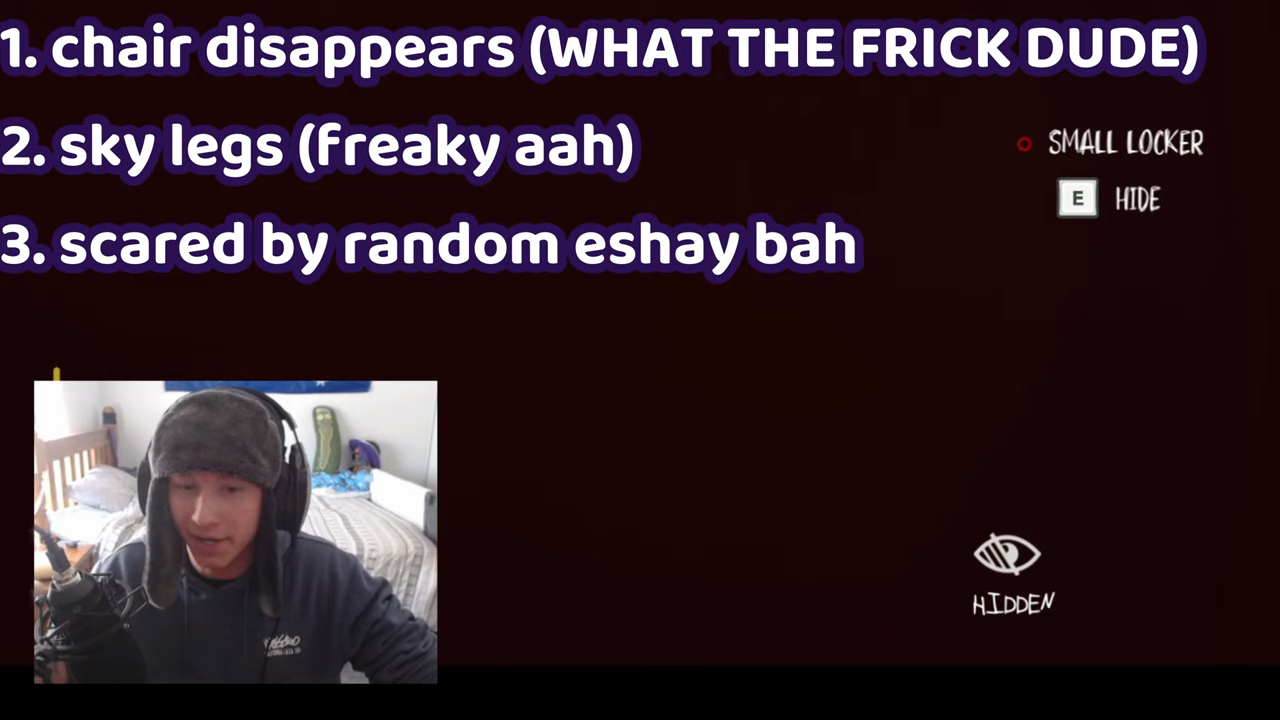 1. chair disappears (WHAT THE FRICK DUDE)
2. sky legs (freaky aah)
SMALL LOCKER
E HIDE
3. scared by random eshay bah
HIDDEN